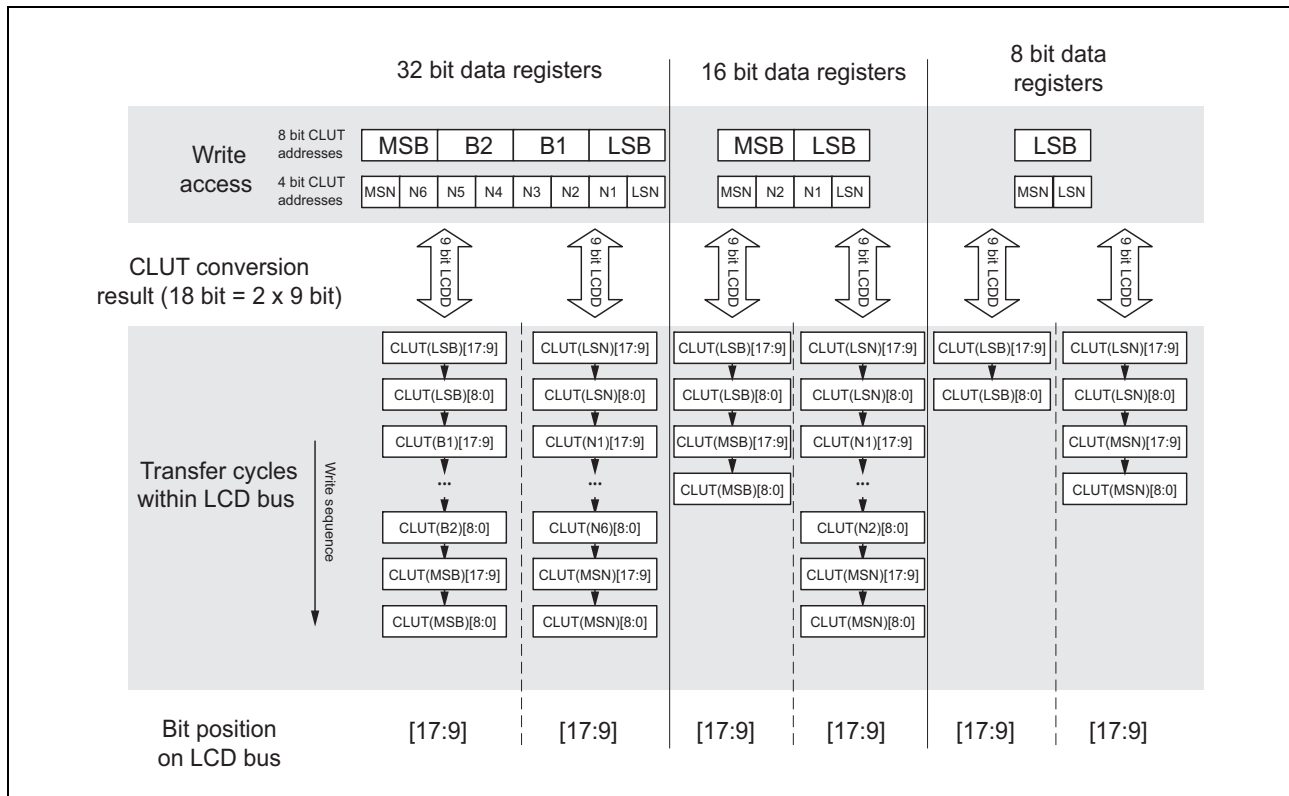 32 bit data registers
16 bit data registers
8 bit data
registers
Write
access
8 bit CLUT
addresses
MSB B2 B1 LSB
MSB LSB
LSB
4 bit CLUT
addresses
MSN N6 N5 N4 N3 N2 N1 LSN
MSN N2 N1 LSN
MSN LSN
CLUT conversion
result (18 bit = 2 x 9 bit)
9 bit LCDD
9 bit LCDD
9 bit LCDD
9 bit LCDD
9 bit LCDD
9 bit LCDD
Transfer cycles
within LCD bus
Write sequence
CLUT(LSB)[17:9]
CLUT(LSB)[8:0]
CLUT(B1)[17:9]
...
CLUT(B2)[8:0]
CLUT(MSB)[17:9]
CLUT(MSB)[8:0]
CLUT(LSN)[17:9]
CLUT(LSN)[8:0]
CLUT(N1)[17:9]
...
CLUT(N6)[8:0]
CLUT(MSN)[17:9]
CLUT(MSN)[8:0]
CLUT(LSB)[17:9]
CLUT(LSB)[8:0]
CLUT(MSB)[17:9]
CLUT(MSB)[8:0]
CLUT(LSN)[17:9]
CLUT(LSN)[8:0]
CLUT(N1)[17:9]
...
CLUT(N2)[8:0]
CLUT(MSN)[17:9]
CLUT(MSN)[8:0]
CLUT(LSB)[17:9]
CLUT(LSB)[8:0]
CLUT(LSN)[17:9]
CLUT(LSN)[8:0]
CLUT(MSN)[17:9]
CLUT(MSN)[8:0]
Bit position
on LCD bus
[17:9] [17:9] [17:9] [17:9] [17:9] [17:9]